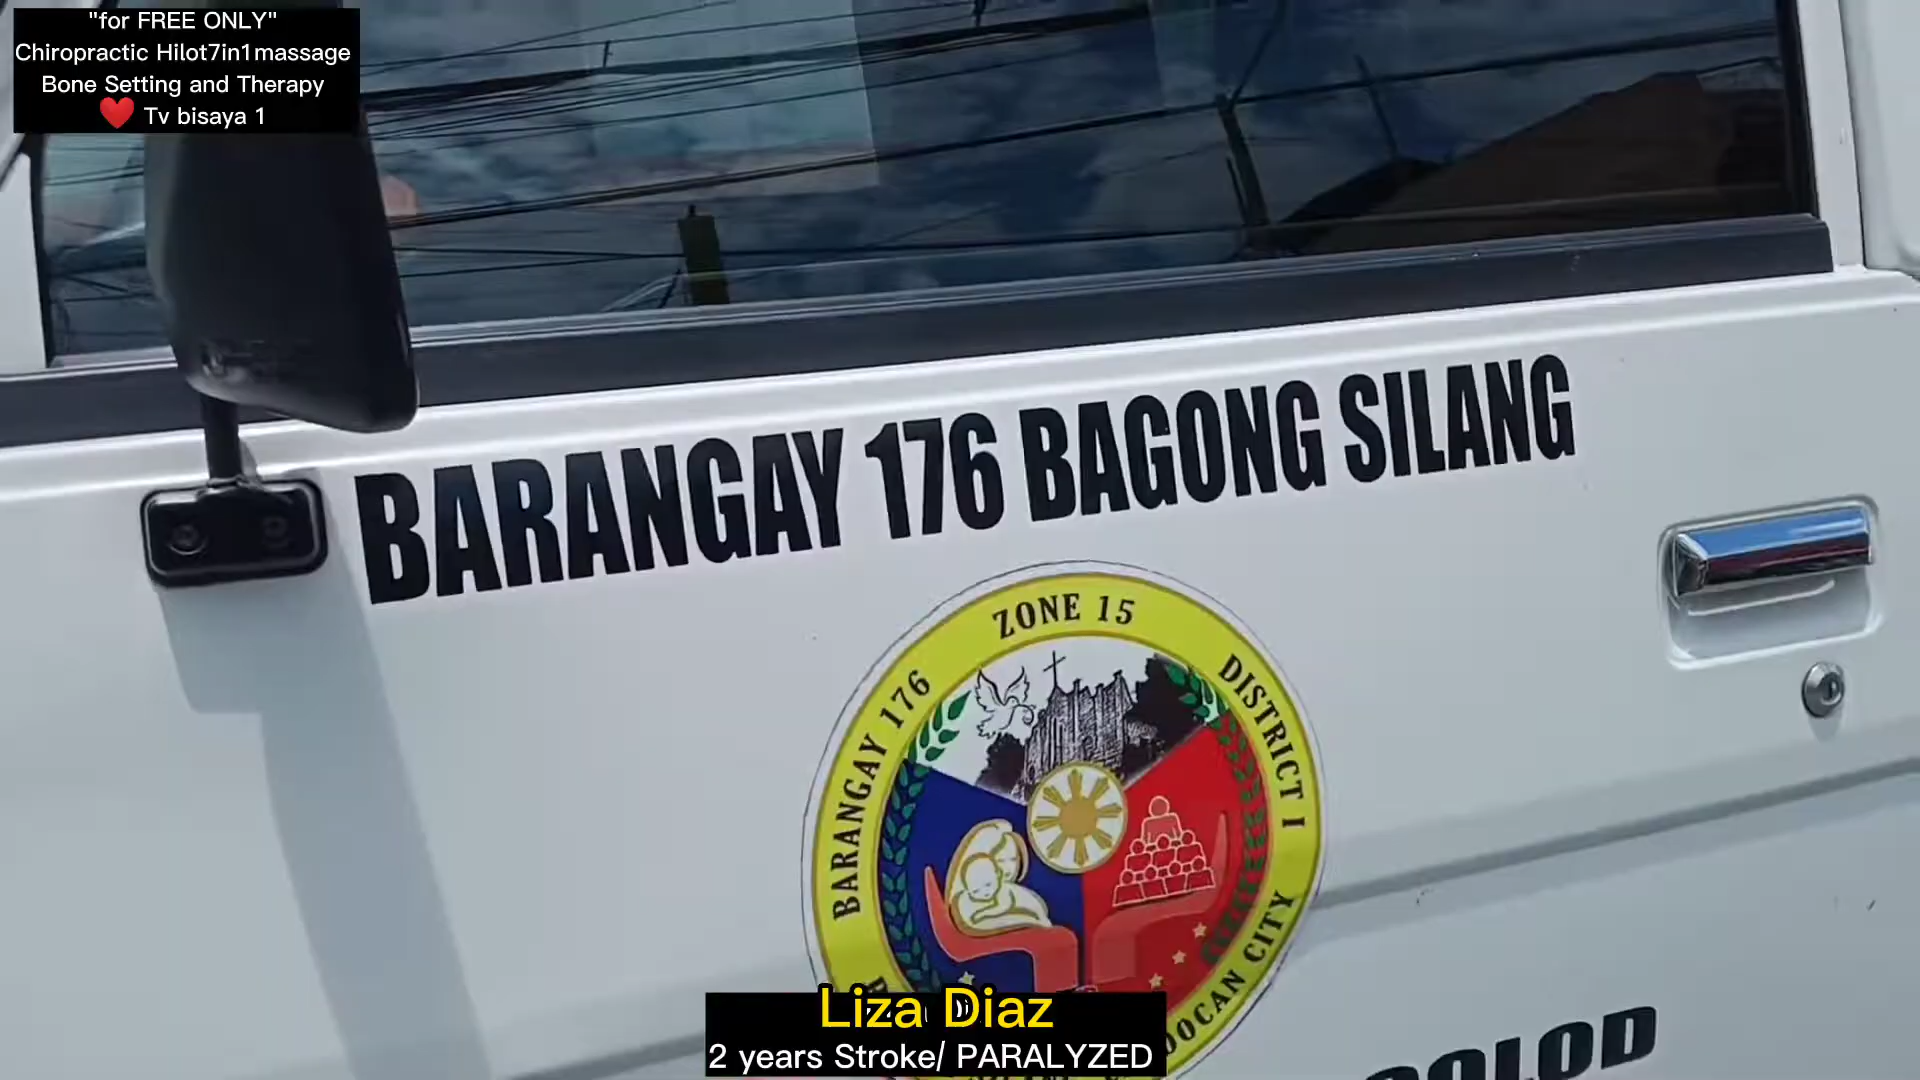 "for FREE ONLY"
Chiropractic Hilot7in1massage
Bone Setting and Therapy
❤️ Tv bisaya 1
BARANGAY 176 BAGONG SILANG
ZONE 15
BARANGAY 176
DISTRICT I
CITY
Liza Diaz
2 years Stroke/ PARALYZED